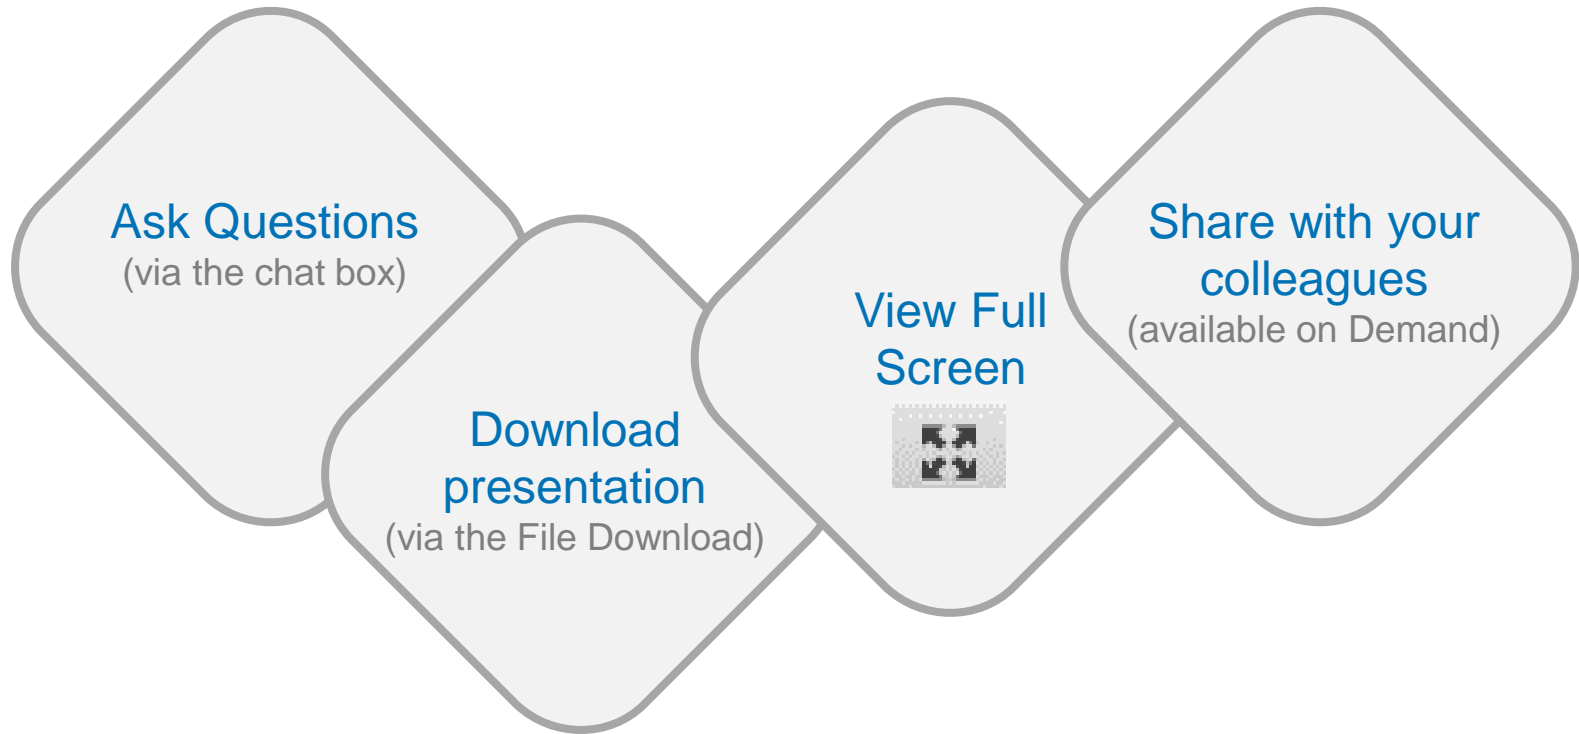 Ask Questions
(via the chat box)
Download
presentation
(via the File Download)
View Full
Screen
Share with your
colleagues
(available on Demand)